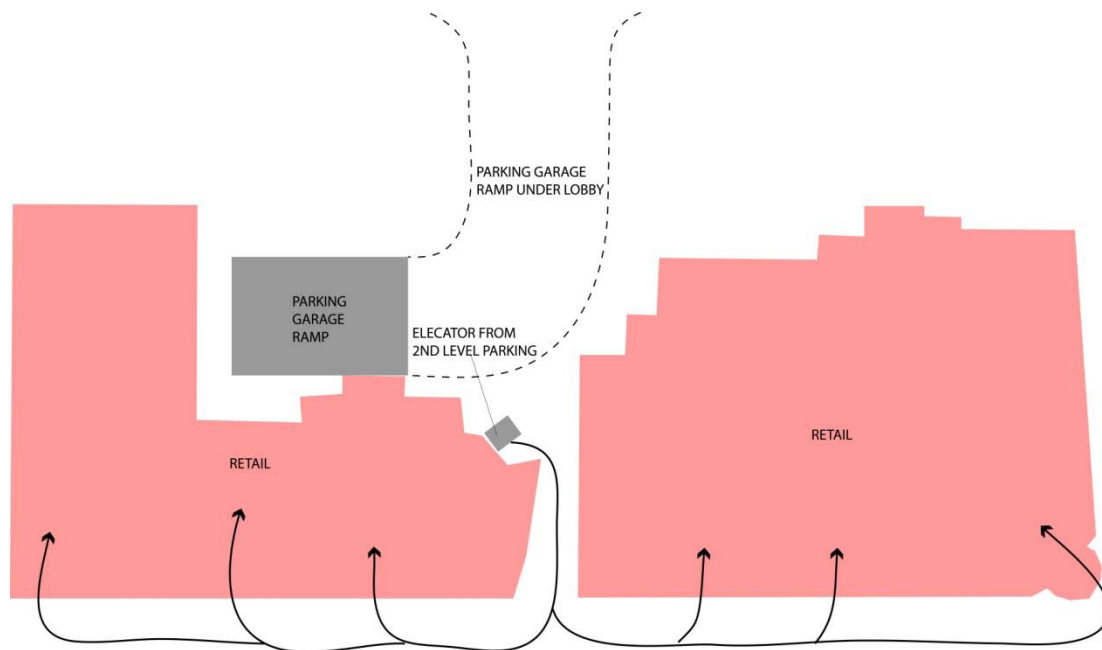 PARKING GARAGE
RAMP UNDER LOBBY
PARKING
GARAGE
RAMP
ELECATOR FROM
2ND LEVEL PARKING
RETAIL
RETAIL